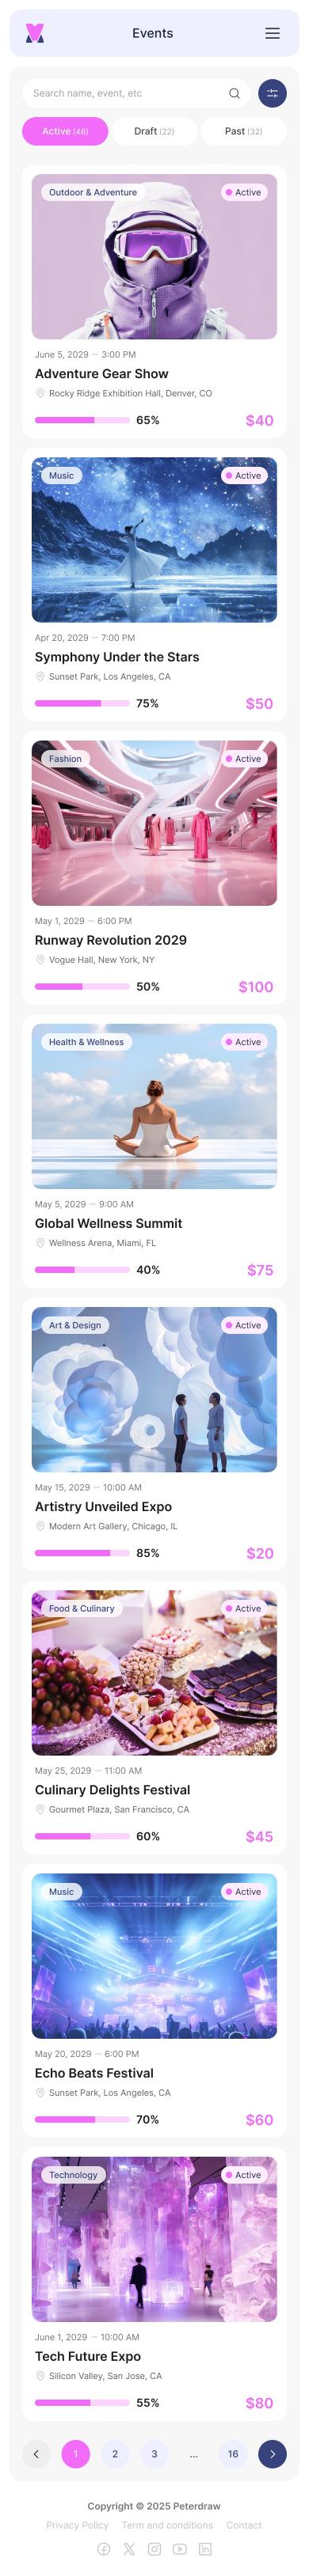 Events
Search name, event, etc
Active (48) Draft (22) Past (32)
Outdoor & Adventure Active
June 5, 2029 — 3:00 PM
Adventure Gear Show
Rocky Ridge Exhibition Hall, Denver, CO
65% $40
Music Active
Apr 20, 2029 — 7:00 PM
Symphony Under the Stars
Sunset Park, Los Angeles, CA
75% $50
Fashion Active
May 1, 2029 — 6:00 PM
Runway Revolution 2029
Vogue Hall, New York, NY
50% $100
Health & Wellness Active
May 5, 2029 — 9:00 AM
Global Wellness Summit
Wellness Arena, Miami, FL
40% $75
Art & Design Active
May 15, 2029 — 10:00 AM
Artistry Unveiled Expo
Modern Art Gallery, Chicago, IL
85% $20
Food & Culinary Active
May 25, 2029 — 11:00 AM
Culinary Delights Festival
Gourmet Plaza, San Francisco, CA
60% $45
Music Active
May 20, 2029 — 6:00 PM
Echo Beats Festival
Sunset Park, Los Angeles, CA
70% $60
Technology Active
June 1, 2029 — 10:00 AM
Tech Future Expo
Silicon Valley, San Jose, CA
55% $80
1 2 3 ... 16
Copyright © 2025 Peterdraw
Privacy Policy Term and conditions Contact